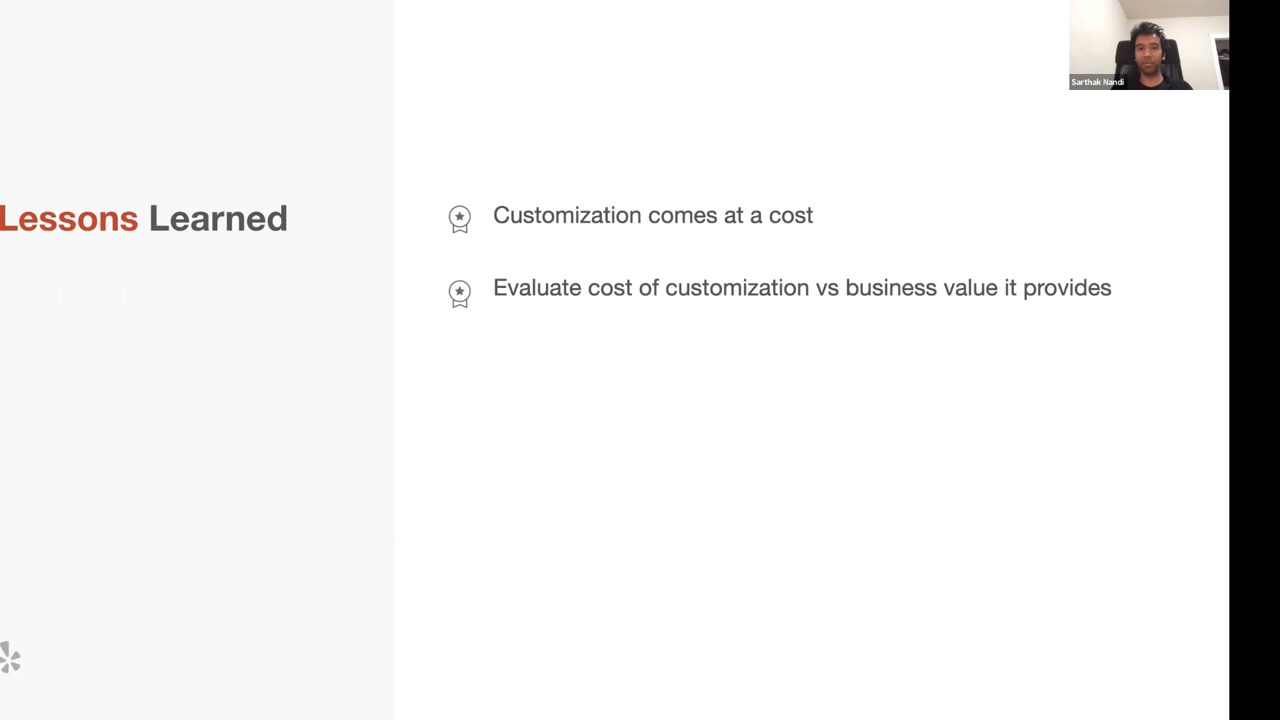 Sarthak Nandi
Lessons Learned
Customization comes at a cost
Evaluate cost of customization vs business value it provides